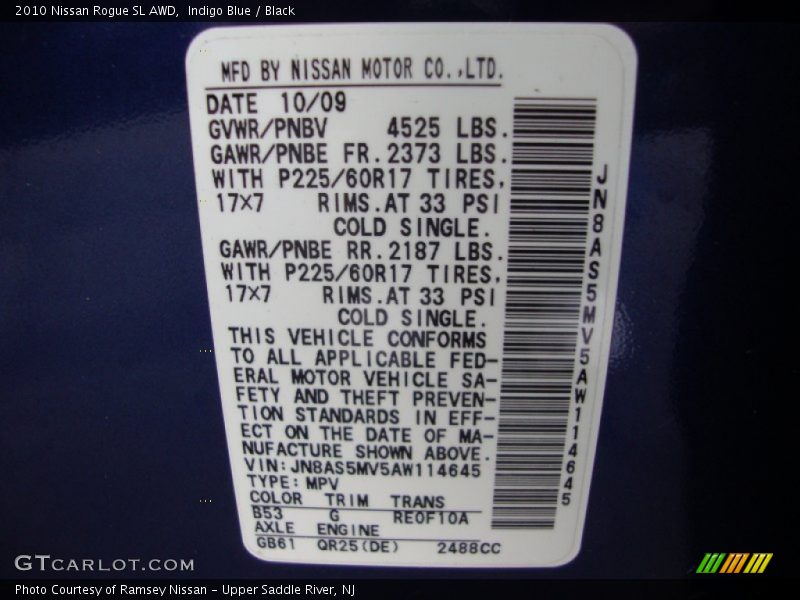 2010 Nissan Rogue SL AWD,  Indigo Blue / Black
MFD BY NISSAN MOTOR CO.,LTD.
DATE 10/09
GVWR/PNBV 4525 LBS.
GAWR/PNBE FR.2373 LBS.
WITH P225/60R17 TIRES,
17X7 RIMS.AT 33 PSI
COLD SINGLE.
GAWR/PNBE RR.2187 LBS.
WITH P225/60R17 TIRES,
17X7 RIMS.AT 33 PSI
COLD SINGLE.
THIS VEHICLE CONFORMS
TO ALL APPLICABLE FED-
ERAL MOTOR VEHICLE SA-
FETY AND THEFT PREVEN-
TION STANDARDS IN EFF-
ECT ON THE DATE OF MA-
NUFACTURE SHOWN ABOVE.
VIN:JN8AS5MV5AW114645
TYPE:MPV
COLOR TRIM TRANS
B53 G RE0F10A
AXLE ENGINE
GB61 QR25(DE) 2488CC
JN8AS5MV5AW114645
GTCARLOT.COM
Photo Courtesy of Ramsey Nissan - Upper Saddle River, NJ